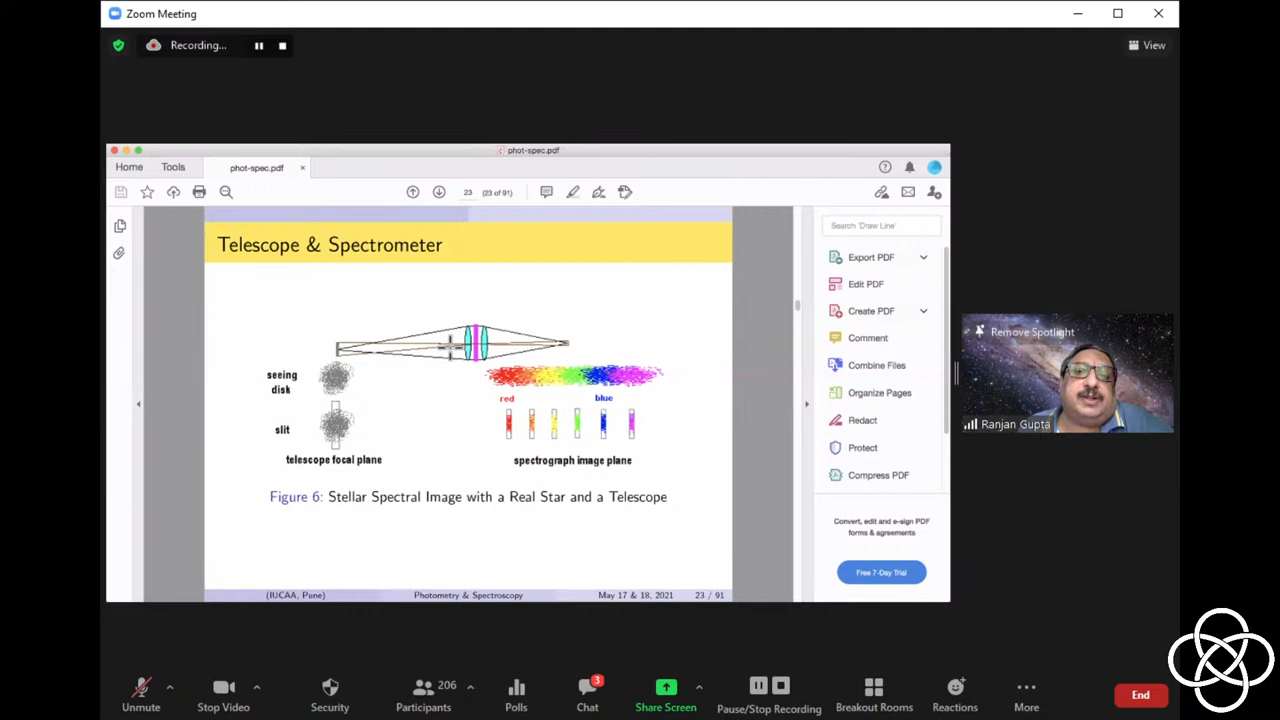 Zoom Meeting
Recording...
View
phot-spec.pdf
Home Tools phot-spec.pdf
23 (23 of 91)
Telescope & Spectrometer
seeing
disk
slit
telescope focal plane
red blue
spectrograph image plane
Figure 6: Stellar Spectral Image with a Real Star and a Telescope
(IUCAA, Pune) Photometry & Spectroscopy May 17 & 18, 2021 23 / 91
Search 'Draw Line'
Export PDF
Edit PDF
Create PDF
Comment
Combine Files
Organize Pages
Redact
Protect
Compress PDF
Convert, edit and e-sign PDF
forms & agreements
Free 7-Day Trial
Remove Spotlight
Ranjan Gupta
Unmute
Stop Video
Security
206
Participants
Polls
3
Chat
Share Screen
Pause/Stop Recording
Breakout Rooms
Reactions
More
End